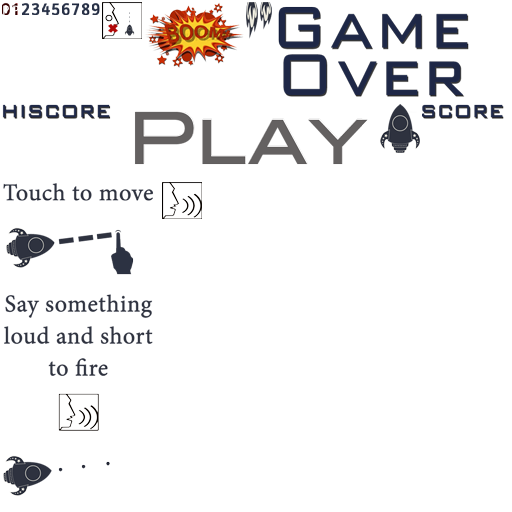 0123456789
BOOM!
GAME
OVER
HISCORE
PLAY
SCORE
Touch to move
Say something
loud and short
to fire